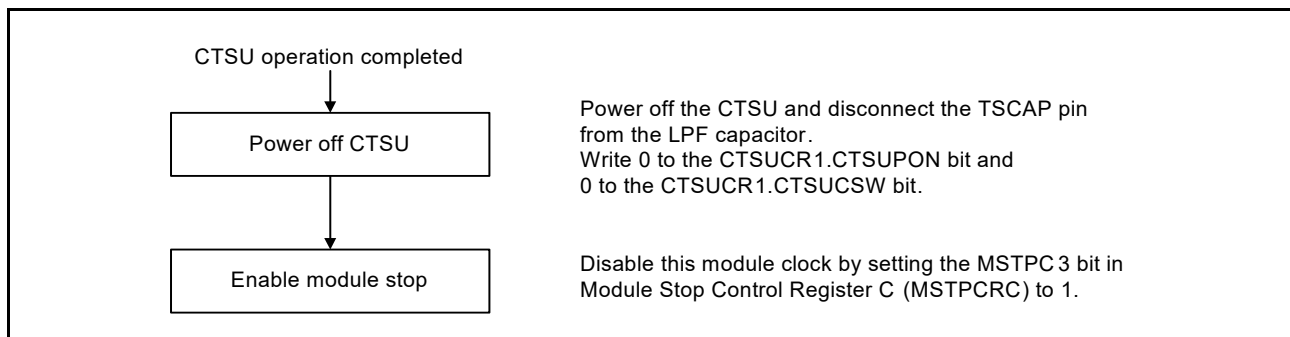 CTSU operation completed
Power off CTSU
Power off the CTSU and disconnect the TSCAP pin
from the LPF capacitor.
Write 0 to the CTSUCR1.CTSUPON bit and
0 to the CTSUCR1.CTSUCSW bit.
Enable module stop
Disable this module clock by setting the MSTPC3 bit in
Module Stop Control Register C (MSTPCRC) to 1.